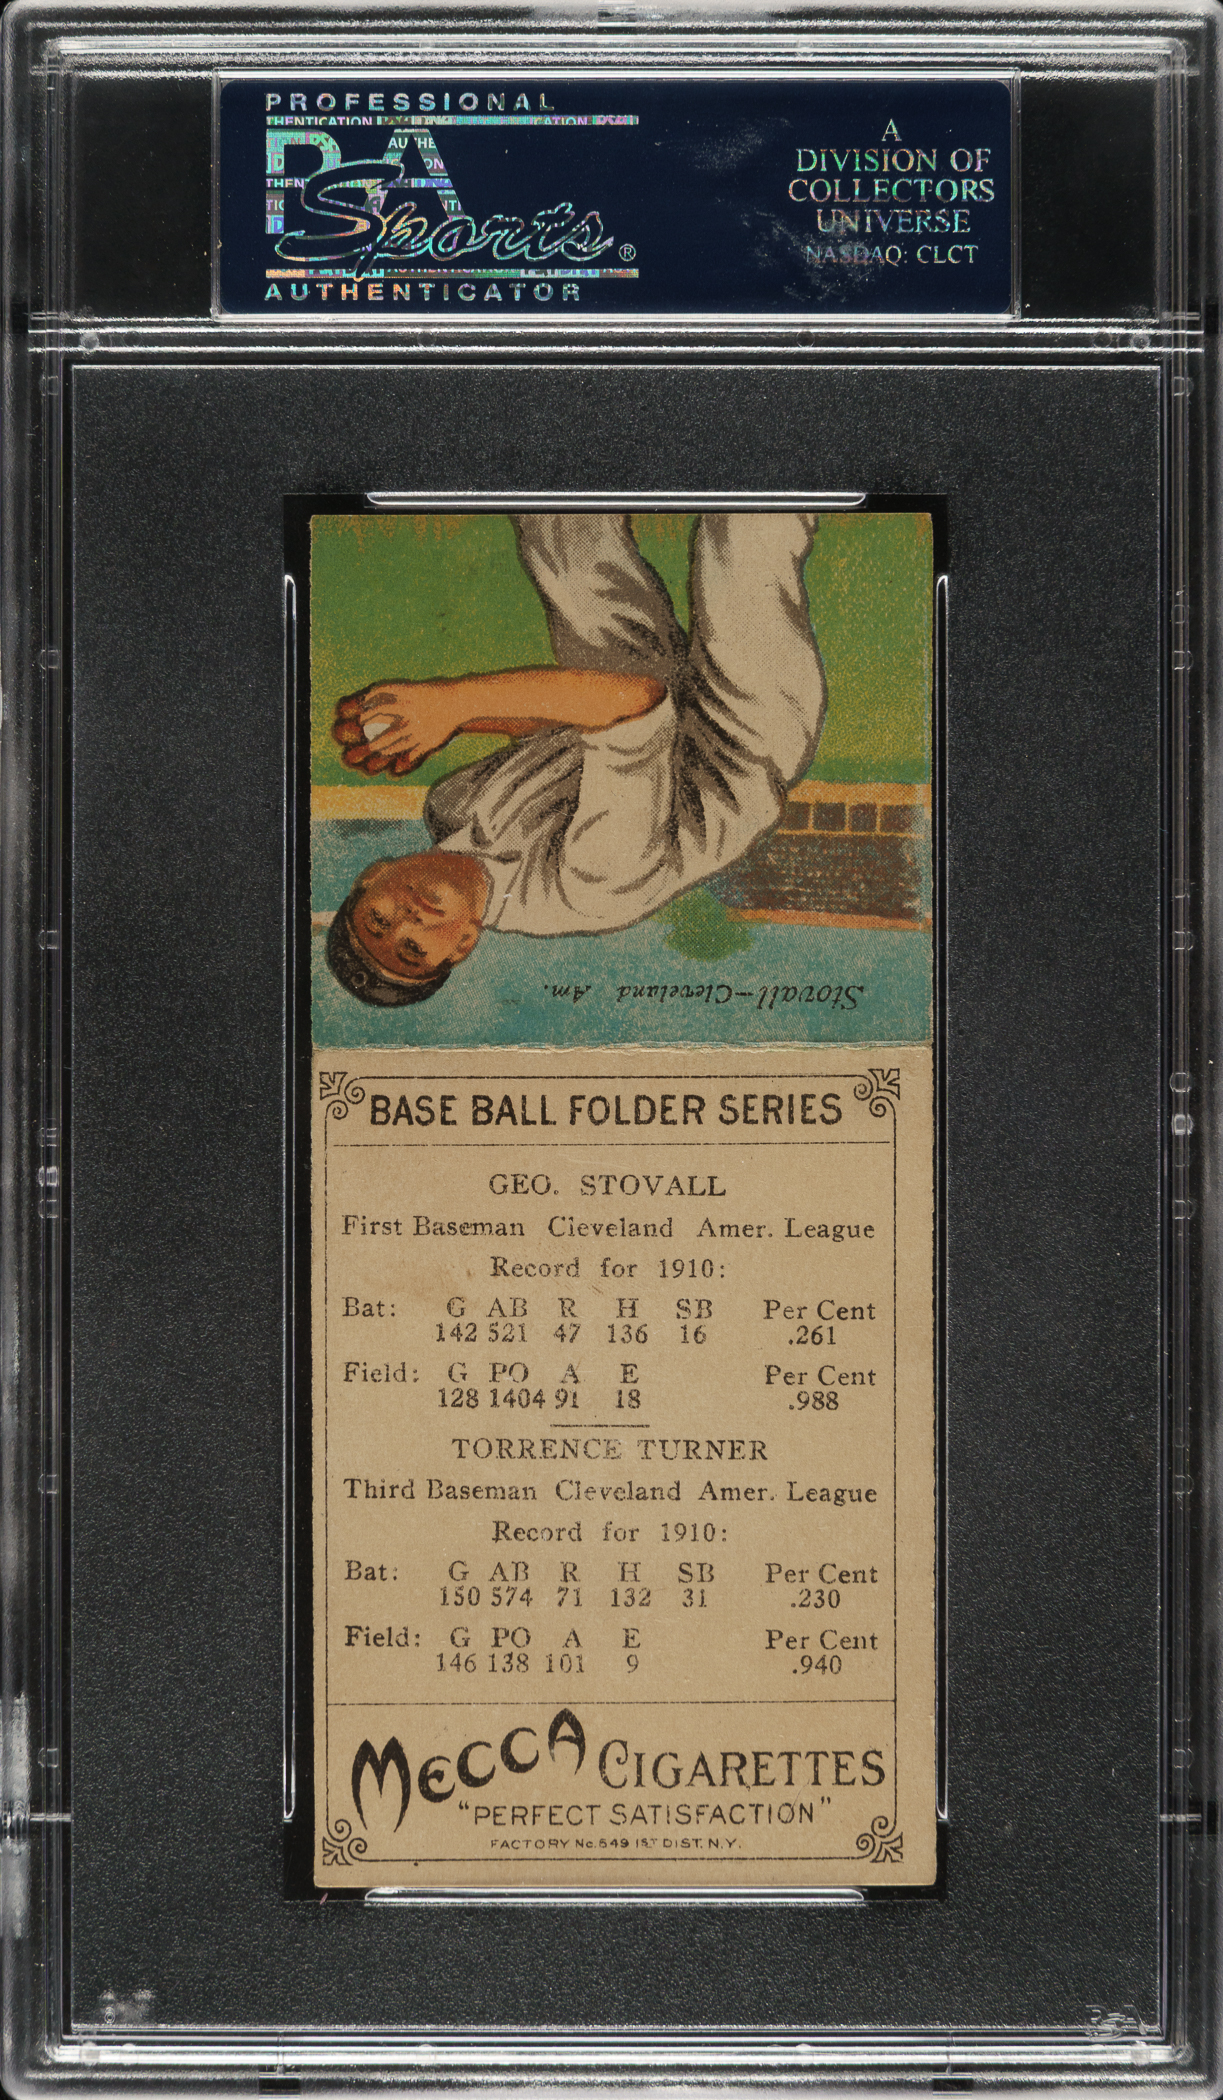 PROFESSIONAL
PSA
Sports®
AUTHENTICATOR
A
DIVISION OF
COLLECTORS
UNIVERSE
NASDAQ: CLCT
Stovall—Cleveland Am.
BASE BALL FOLDER SERIES
GEO. STOVALL
First Baseman Cleveland Amer. League
Record for 1910:
Bat: G AB R H SB Per Cent
142 521 47 136 16 .261
Field: G PO A E Per Cent
128 1404 91 18 .988
TORRENCE TURNER
Third Baseman Cleveland Amer. League
Record for 1910:
Bat: G AB R H SB Per Cent
150 574 71 132 31 .230
Field: G PO A E Per Cent
146 138 101 9 .940
MECCA CIGARETTES
"PERFECT SATISFACTION"
FACTORY No. 649 1ST DIST. N.Y.